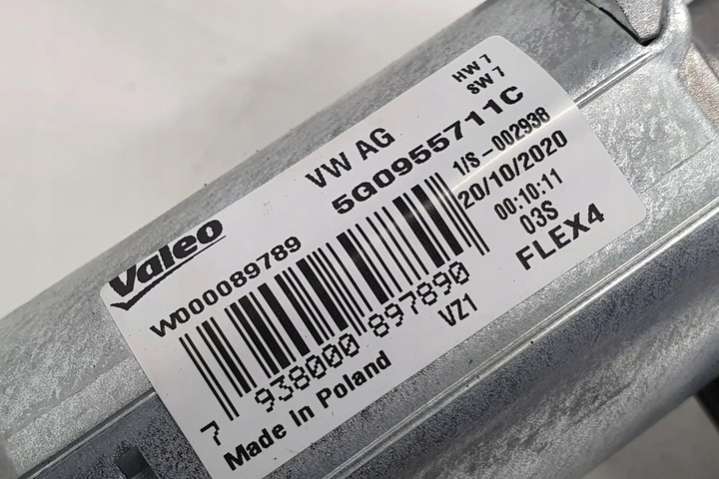 HW 7
SW 7
VW AG
5G0955711C
1/S-002938
20/10/2020
00:10:11
03S
FLEX4
Valeo
W000089789
7 938000 897890
VZ1
Made In Poland